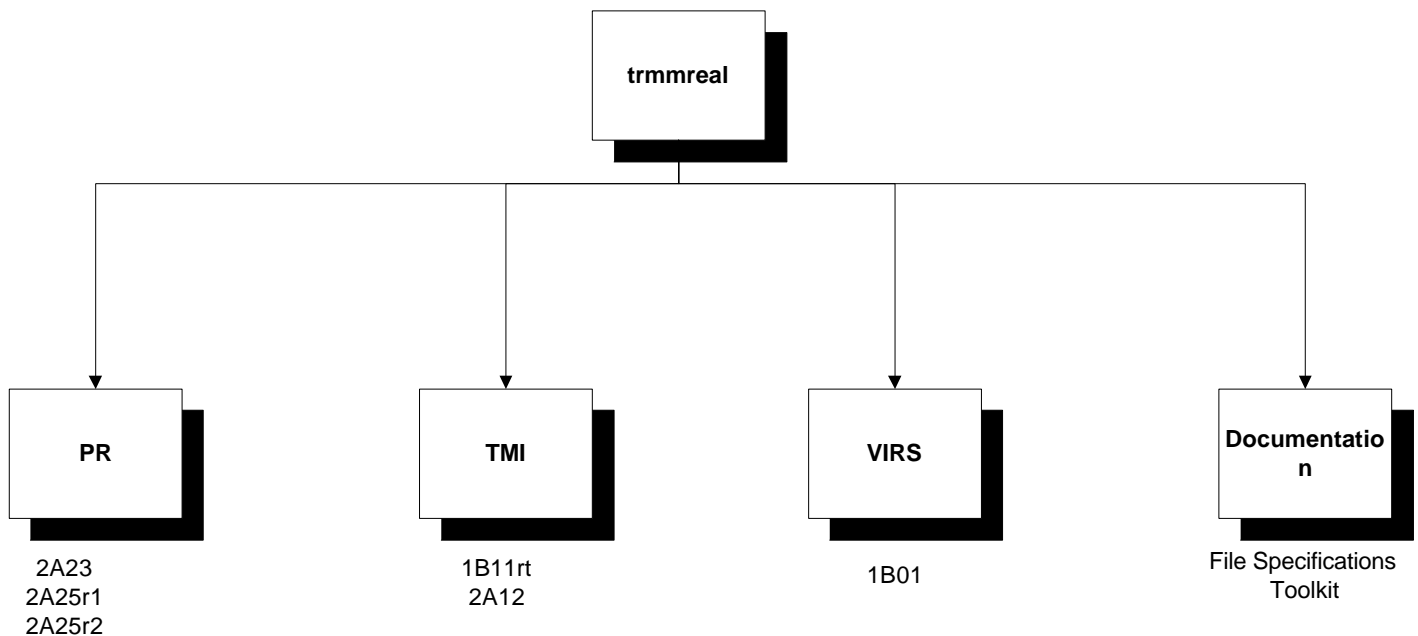 trmmreal
PR
TMI
VIRS
Documentatio
n
2A23
2A25r1
2A25r2
1B11rt
2A12
1B01
File Specifications
Toolkit